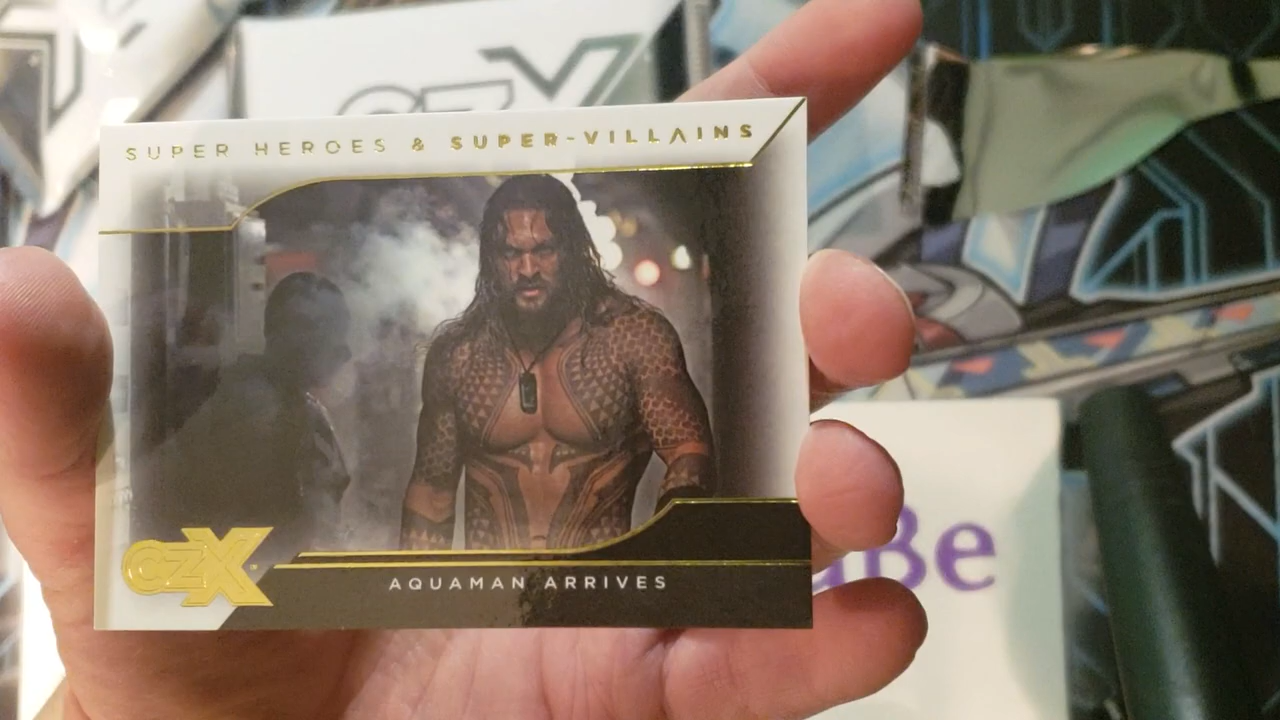 CZX
SUPER HEROES & SUPER-VILLAINS
CZX
AQUAMAN ARRIVES
Be